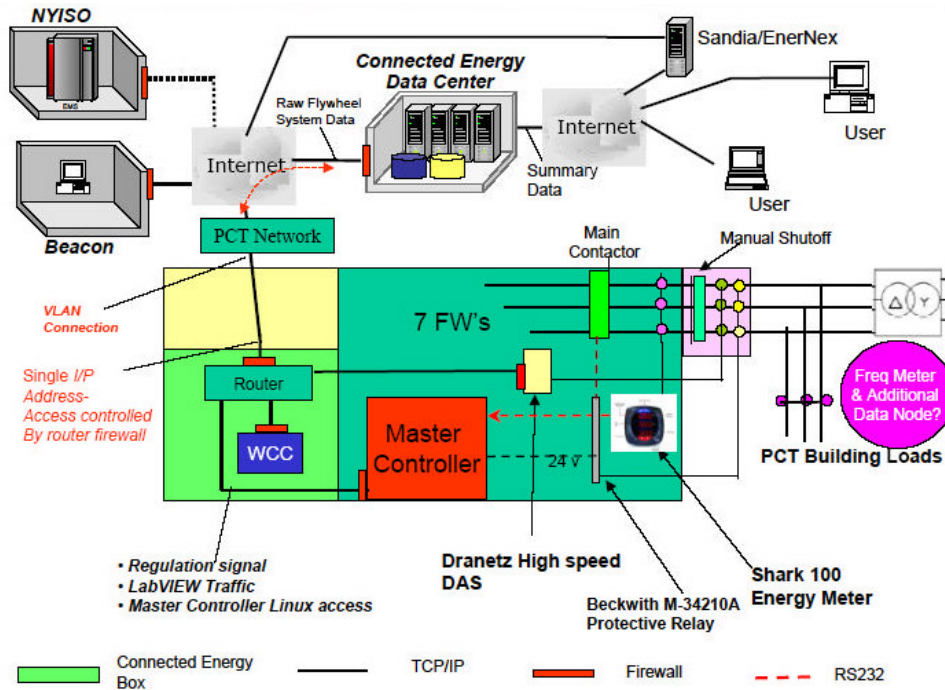 NYISO
EMS
Beacon
Internet
Raw Flywheel
System Data
Connected Energy
Data Center
Internet
Summary
Data
Sandia/EnerNex
User
User
PCT Network
VLAN
Connection
Single I/P
Address-
Access controlled
By router firewall
Router
WCC
7 FW's
Master
Controller
24 v
Main
Contactor
Manual Shutoff
Freq Meter
& Additional
Data Node?
PCT Building Loads
• Regulation signal
• LabVIEW Traffic
• Master Controller Linux access
Dranetz High speed
DAS
Beckwith M-34210A
Protective Relay
Shark 100
Energy Meter
Connected Energy
Box
TCP/IP
Firewall
RS232